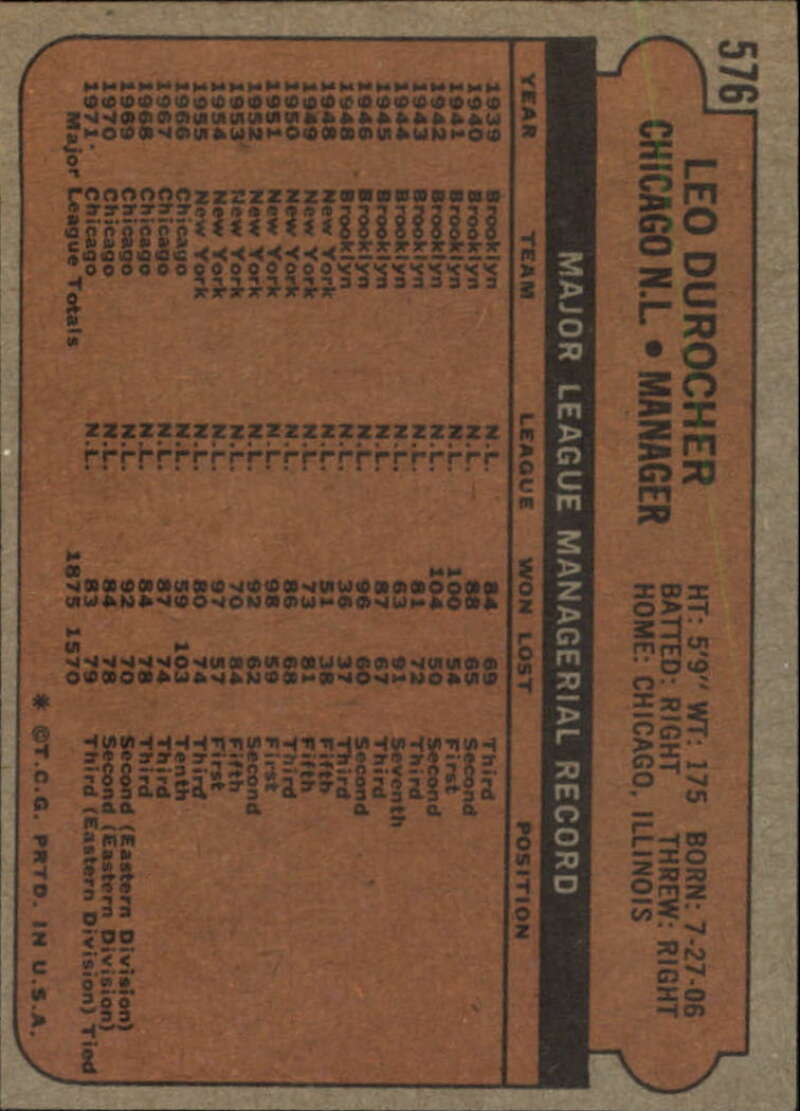 576
LEO DUROCHER
CHICAGO N.L. • MANAGER
HT: 5'9" WT: 175 BORN: 7-27-06
BATTED: RIGHT THREW: RIGHT
HOME: CHICAGO, ILLINOIS
MAJOR LEAGUE MANAGERIAL RECORD
YEAR TEAM LEAGUE WON LOST POSITION
1939 Brooklyn N.L. 84 69 Third
1940 Brooklyn N.L. 88 65 Second
1941 Brooklyn N.L. 100 54 First
1942 Brooklyn N.L. 104 50 Second
1943 Brooklyn N.L. 81 72 Third
1944 Brooklyn N.L. 63 91 Seventh
1945 Brooklyn N.L. 87 67 Third
1946 Brooklyn N.L. 96 60 Second
1948 Brooklyn N.L. 36 37 Third
1948 New York N.L. 51 38 Fifth
1949 New York N.L. 73 81 Fifth
1950 New York N.L. 86 68 Third
1951 New York N.L. 98 59 First
1952 New York N.L. 92 62 Second
1953 New York N.L. 70 84 Fifth
1954 New York N.L. 97 57 First
1955 New York N.L. 80 74 Third
1966 Chicago N.L. 59 103 Tenth
1967 Chicago N.L. 87 74 Third
1968 Chicago N.L. 84 78 Third
1969 Chicago N.L. 92 70 Second (Eastern Division)
1970 Chicago N.L. 84 78 Second (Eastern Division)
1971 Chicago N.L. 83 79 Third (Eastern Division) Tied
Major League Totals 1875 1570
* ©T.C.G. PRTD. IN U.S.A.